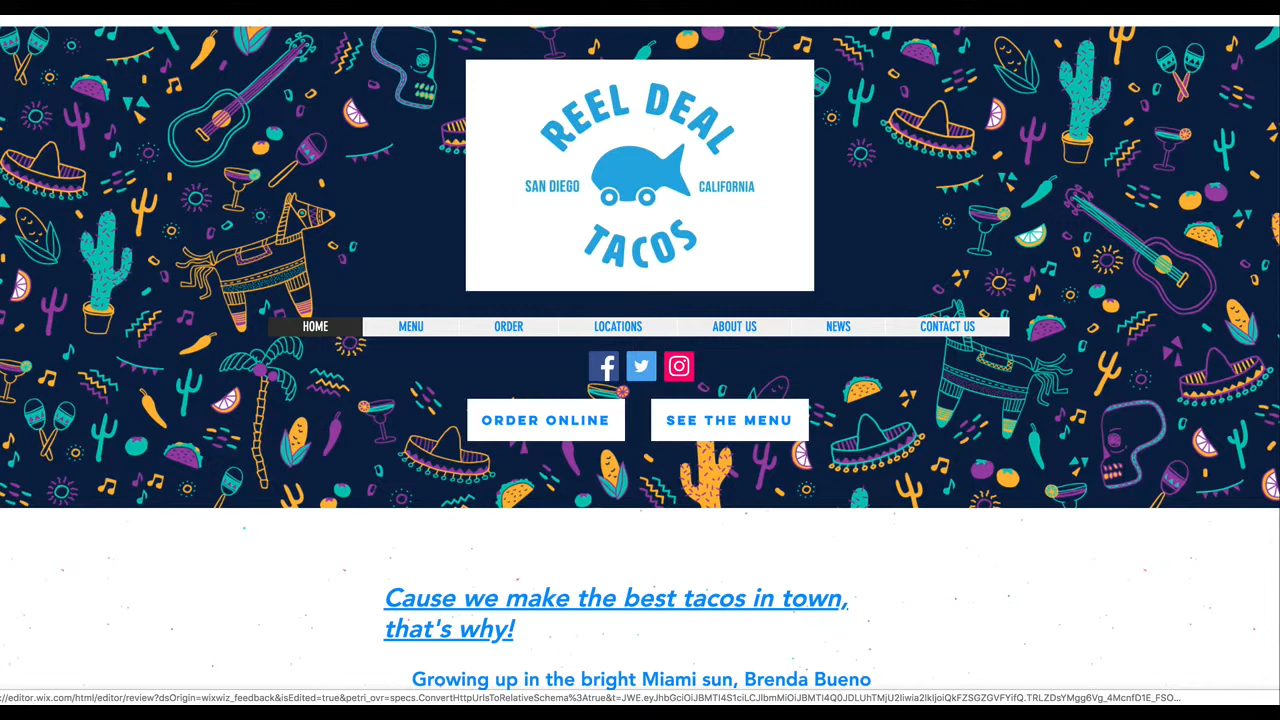 REEL DEAL
SAN DIEGO
CALIFORNIA
TACOS
HOME MENU ORDER LOCATIONS ABOUT US NEWS CONTACT US
ORDER ONLINE SEE THE MENU
Cause we make the best tacos in town,
that's why!
Growing up in the bright Miami sun, Brenda Bueno